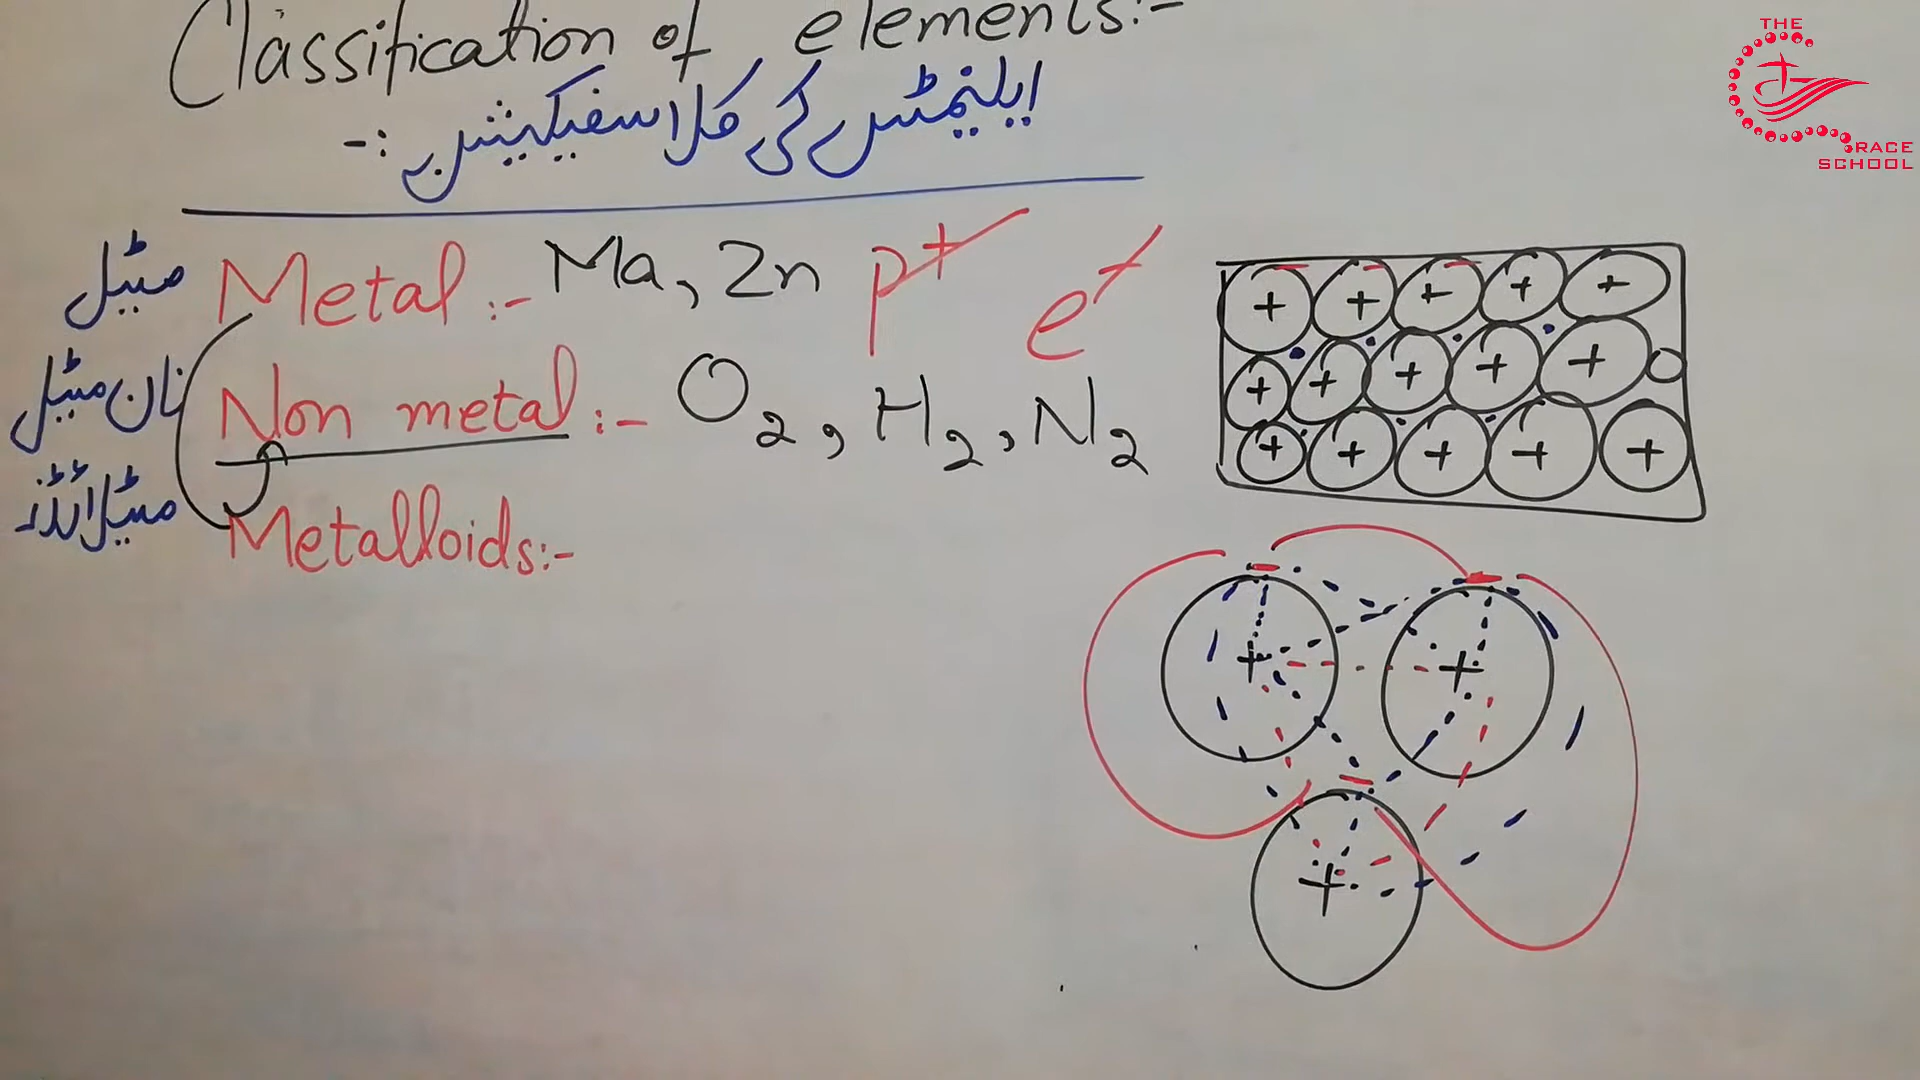 Classification of elements:-
ایلیمنٹس کی کلاسفیکیشن :-
میٹل Metal :- Ma, Zn p+ e-
نان میٹل Non metal :- O2, H2, N2
میٹلائڈز Metalloids:-
THE
GRACE
SCHOOL